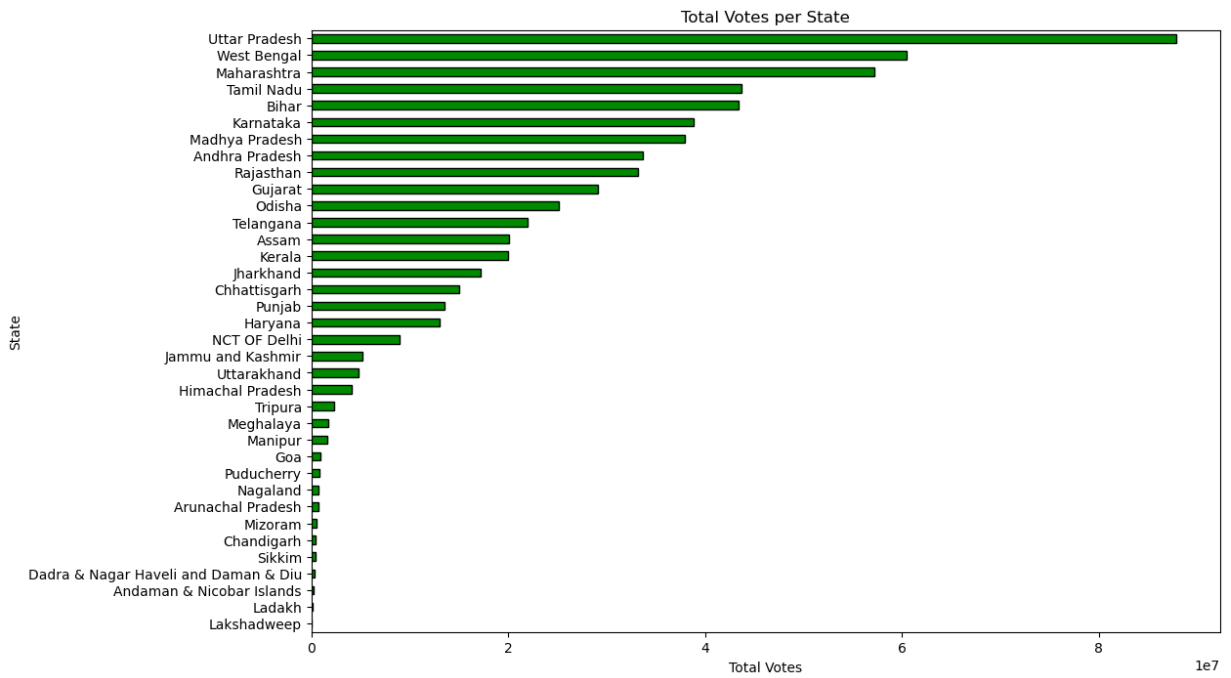 Total Votes per State
Uttar Pradesh
West Bengal
Maharashtra
Tamil Nadu
Bihar
Karnataka
Madhya Pradesh
Andhra Pradesh
Rajasthan
Gujarat
Odisha
Telangana
Assam
Kerala
Jharkhand
Chhattisgarh
Punjab
Haryana
NCT OF Delhi
Jammu and Kashmir
Uttarakhand
Himachal Pradesh
Tripura
Meghalaya
Manipur
Goa
Puducherry
Nagaland
Arunachal Pradesh
Mizoram
Chandigarh
Sikkim
Dadra & Nagar Haveli and Daman & Diu
Andaman & Nicobar Islands
Ladakh
Lakshadweep
State
0 2 4 6 8
Total Votes
1e7